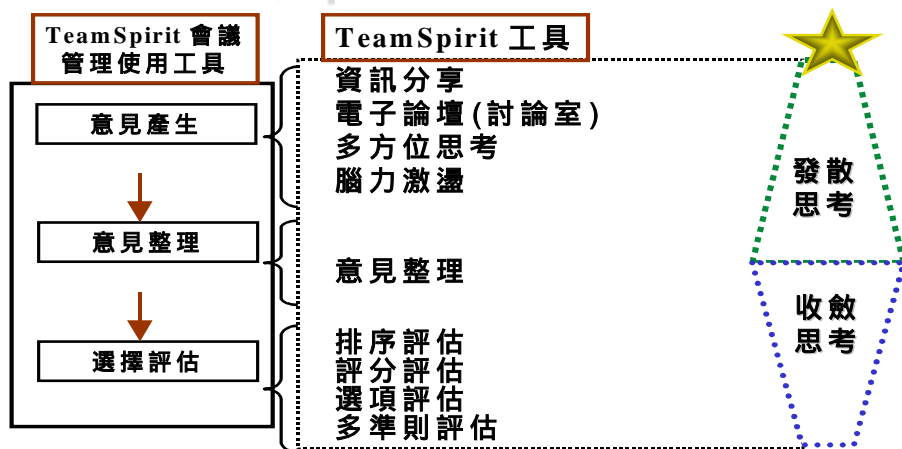 TeamSpirit 會議
管理使用工具
意見產生
意見整理
選擇評估
TeamSpirit 工具
資訊分享
電子論壇(討論室)
多方位思考
腦力激盪
意見整理
排序評估
評分評估
選項評估
多準則評估
發散
思考
收斂
思考